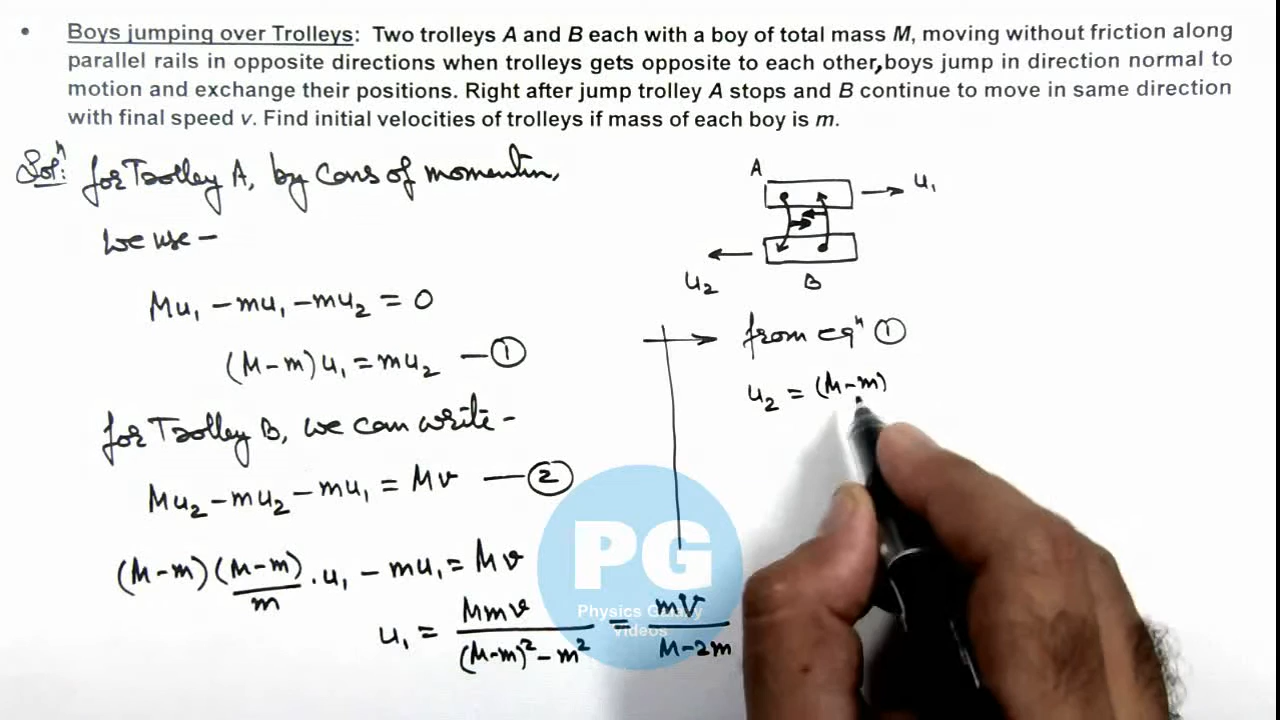 • Boys jumping over Trolleys: Two trolleys A and B each with a boy of total mass M, moving without friction along
parallel rails in opposite directions when trolleys gets opposite to each other, boys jump in direction normal to
motion and exchange their positions. Right after jump trolley A stops and B continue to move in same direction
with final speed v. Find initial velocities of trolleys if mass of each boy is m.
Solⁿ: for Trolley A, by Cons of momentum,
we use –
Mu₁ – mu₁ – mu₂ = 0
(M–m)u₁ = mu₂ —①
for Trolley B, we can write –
Mu₂ – mu₂ – mu₁ = Mv —②
(M–m) (M–m)/m . u₁ – mu₁ = Mv
u₁ = Mmv/((M–m)² – m²) = mv/(M–2m)
A
u₁
u₂
B
from eqⁿ ①
u₂ = (M–m)
PG
Physics Galaxy
Videos